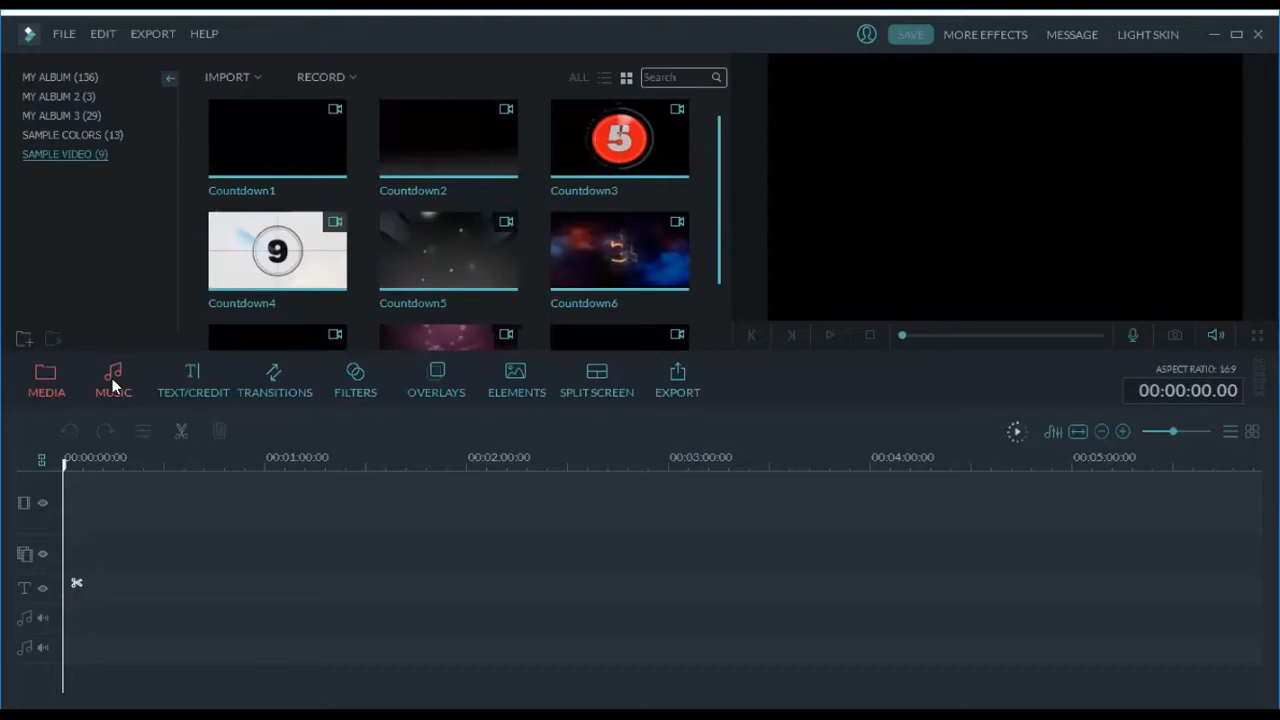 FILE EDIT EXPORT HELP SAVE MORE EFFECTS MESSAGE LIGHT SKIN
MY ALBUM (136)
MY ALBUM 2 (3)
MY ALBUM 3 (29)
SAMPLE COLORS (13)
SAMPLE VIDEO (9)
IMPORT RECORD ALL Search
5
Countdown1 Countdown2 Countdown3
9
Countdown4 Countdown5 Countdown6
MEDIA MUSIC TEXT/CREDIT TRANSITIONS FILTERS OVERLAYS ELEMENTS SPLIT SCREEN EXPORT
ASPECT RATIO: 16:9
00:00:00.00
00:00:00:00 00:01:00:00 00:02:00:00 00:03:00:00 00:04:00:00 00:05:00:00